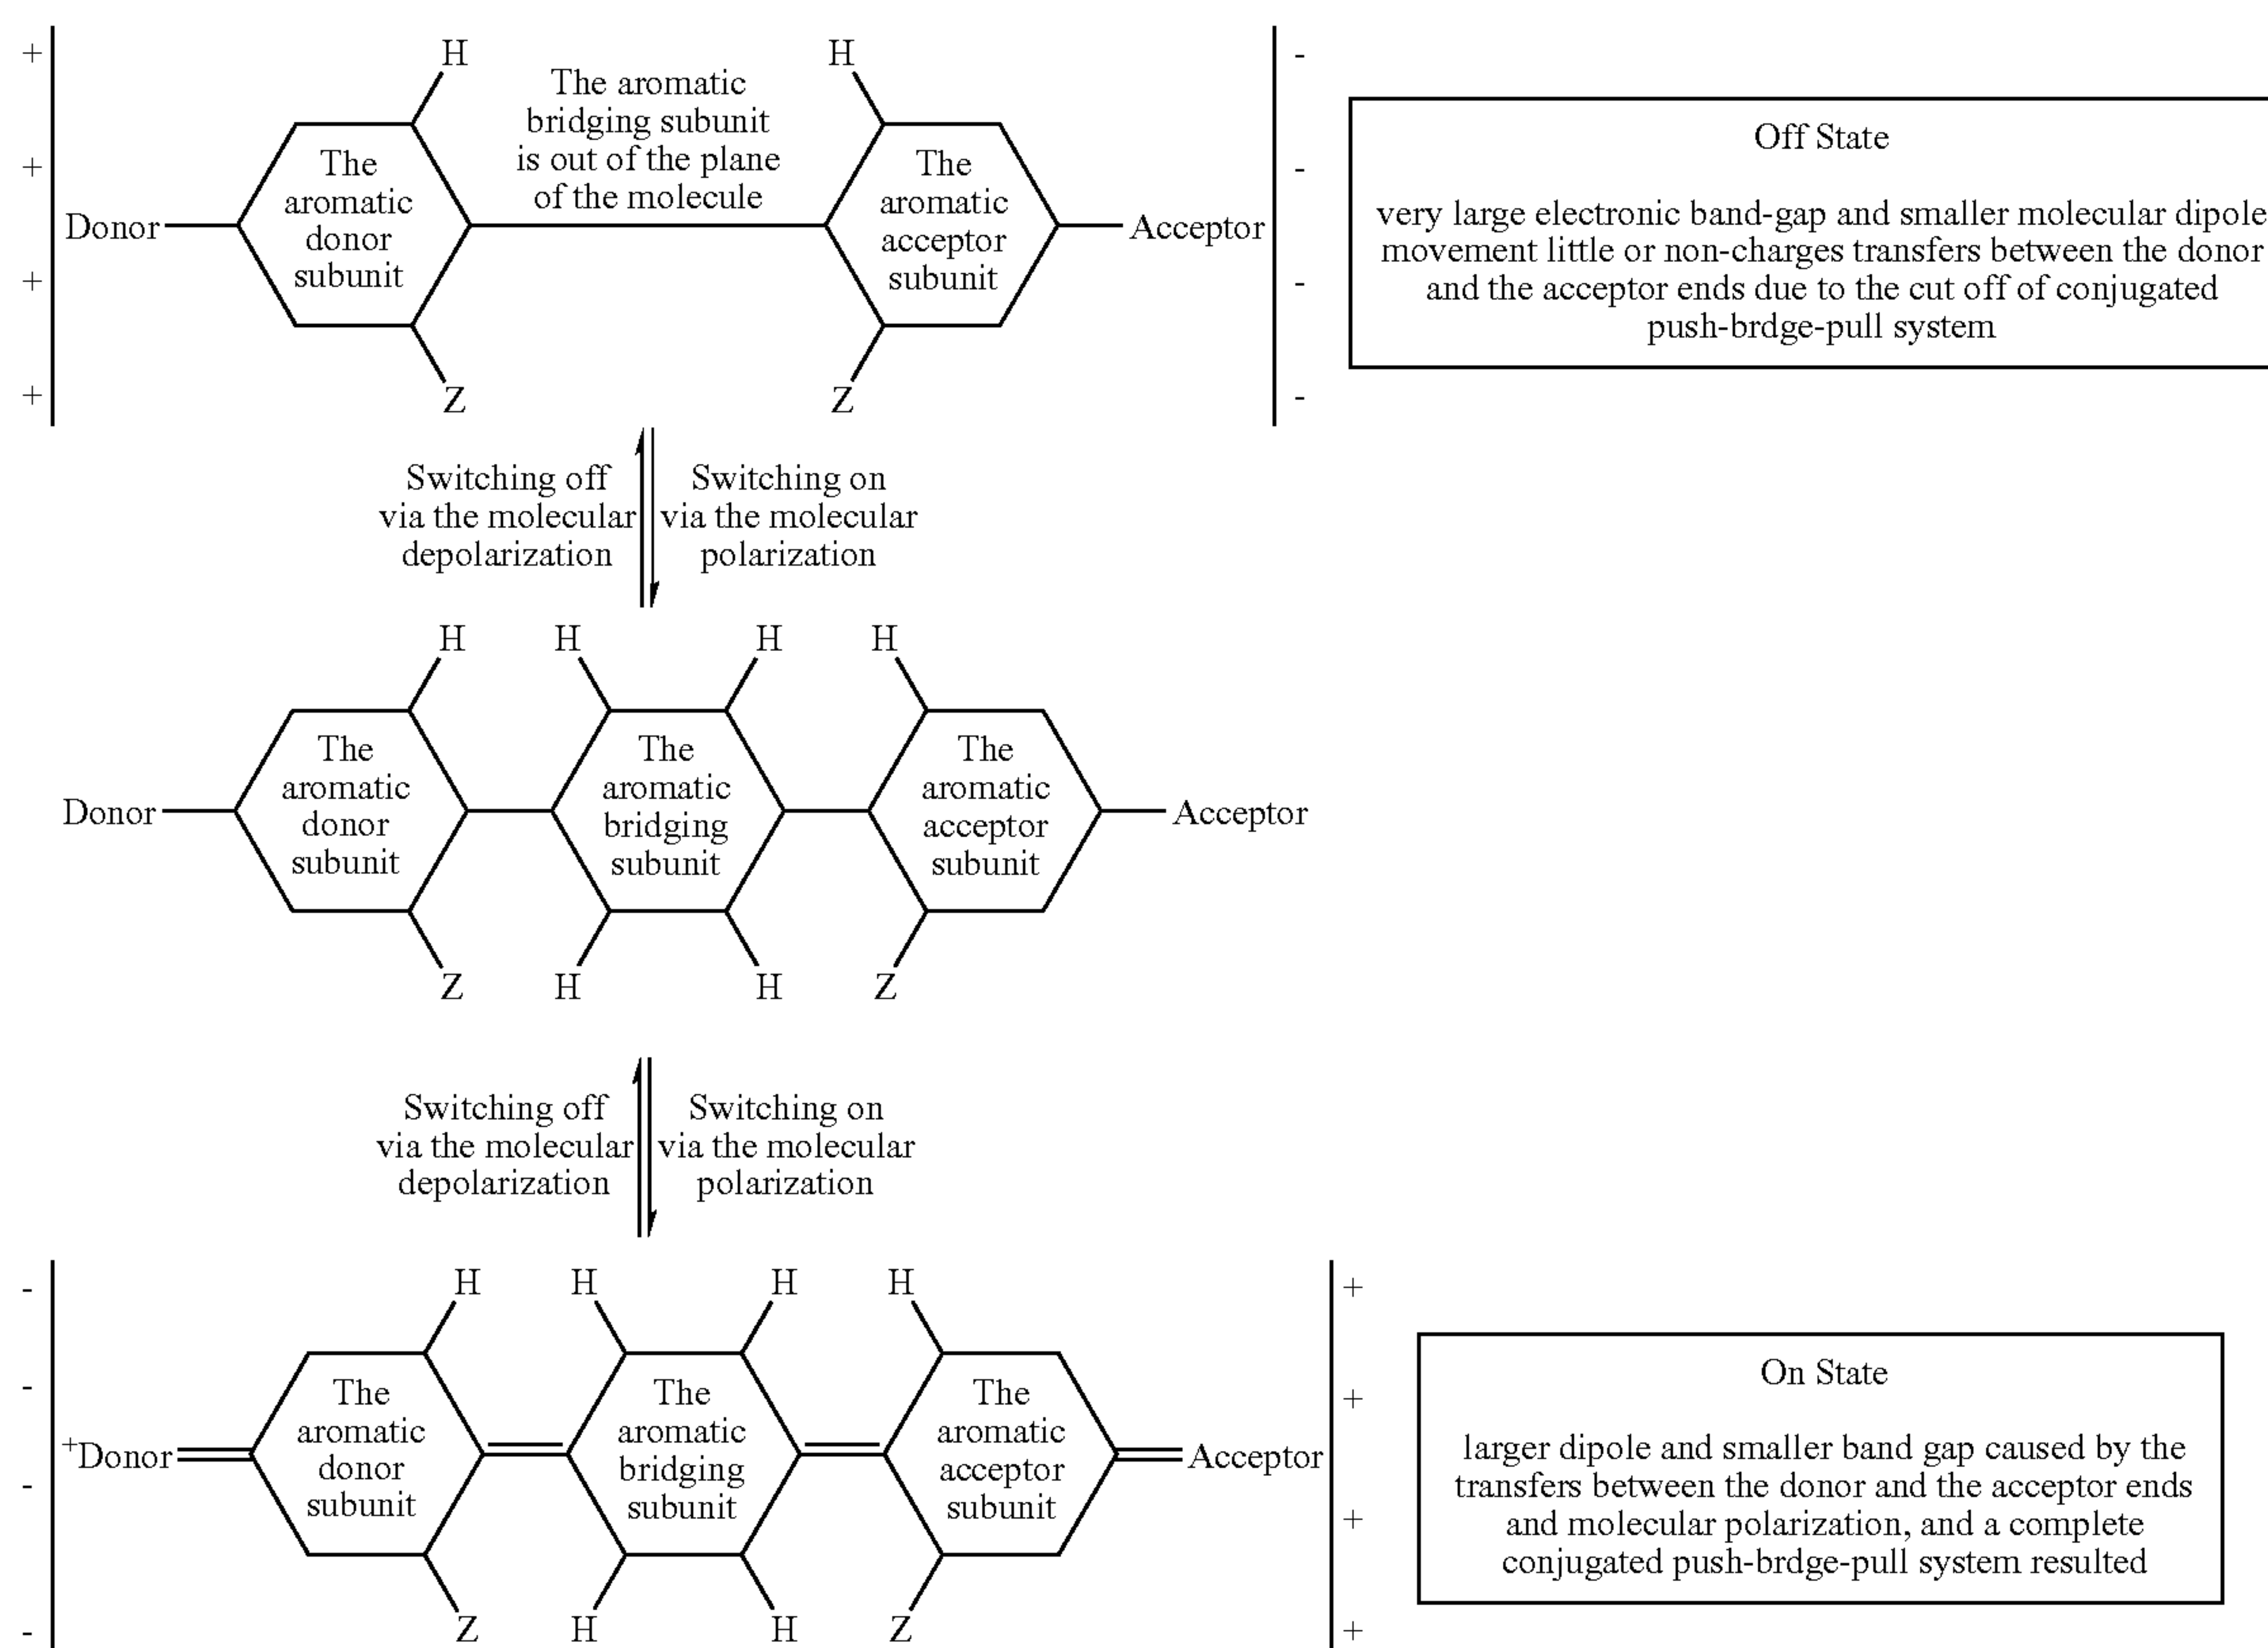 +
H
H
-
The aromatic
bridging subunit
is out of the plane
of the molecule
Off State
+
The
aromatic
donor
subunit
The
aromatic
acceptor
subunit
-
very large electronic band-gap and smaller molecular dipole
movement little or non-charges transfers between the donor
and the acceptor ends due to the cut off of conjugated
push-brdge-pull system
Donor
Acceptor
+
-
+
Z
Z
-
Switching off
via the molecular
depolarization
Switching on
via the molecular
polarization
H
H
H
H
Donor
The
aromatic
donor
subunit
The
aromatic
bridging
subunit
The
aromatic
acceptor
subunit
Acceptor
Z
H
H
Z
Switching off
via the molecular
depolarization
Switching on
via the molecular
polarization
-
H
H
H
H
+
On State
-
+
+Donor
The
aromatic
donor
subunit
The
aromatic
bridging
subunit
The
aromatic
acceptor
subunit
Acceptor
larger dipole and smaller band gap caused by the
transfers between the donor and the acceptor ends
and molecular polarization, and a complete
conjugated push-brdge-pull system resulted
-
+
-
Z
H
H
Z
+